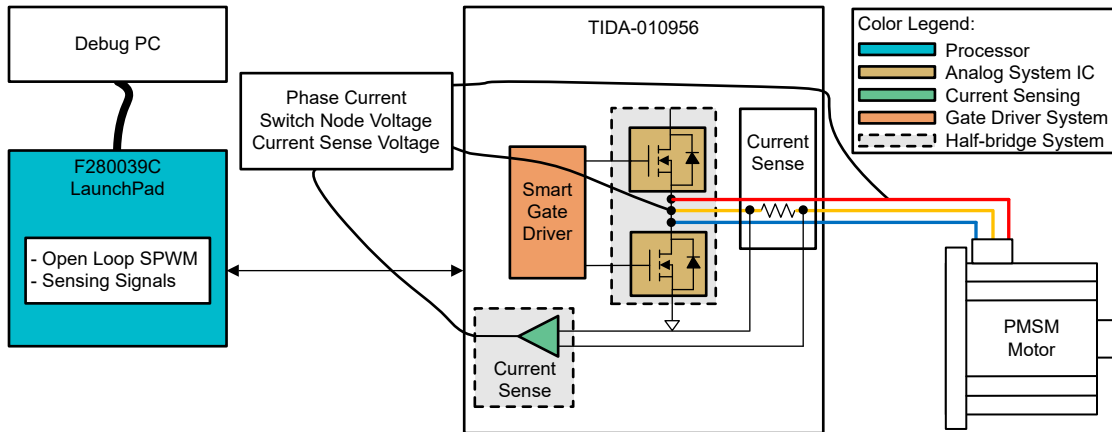 Debug PC
F280039C
LaunchPad
- Open Loop SPWM
- Sensing Signals
Phase Current
Switch Node Voltage
Current Sense Voltage
TIDA-010956
Smart
Gate
Driver
Current
Sense
Current
Sense
Color Legend:
Processor
Analog System IC
Current Sensing
Gate Driver System
Half-bridge System
PMSM
Motor